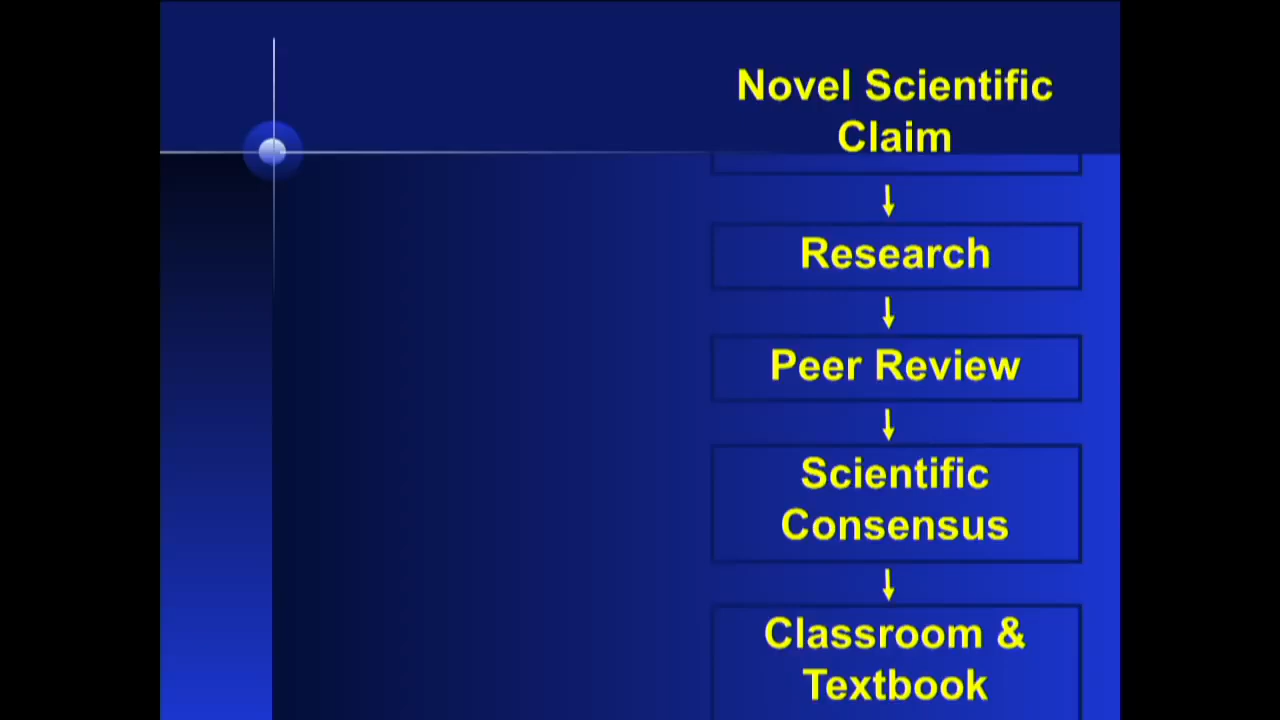 Novel Scientific
Claim
Research
Peer Review
Scientific
Consensus
Classroom &
Textbook